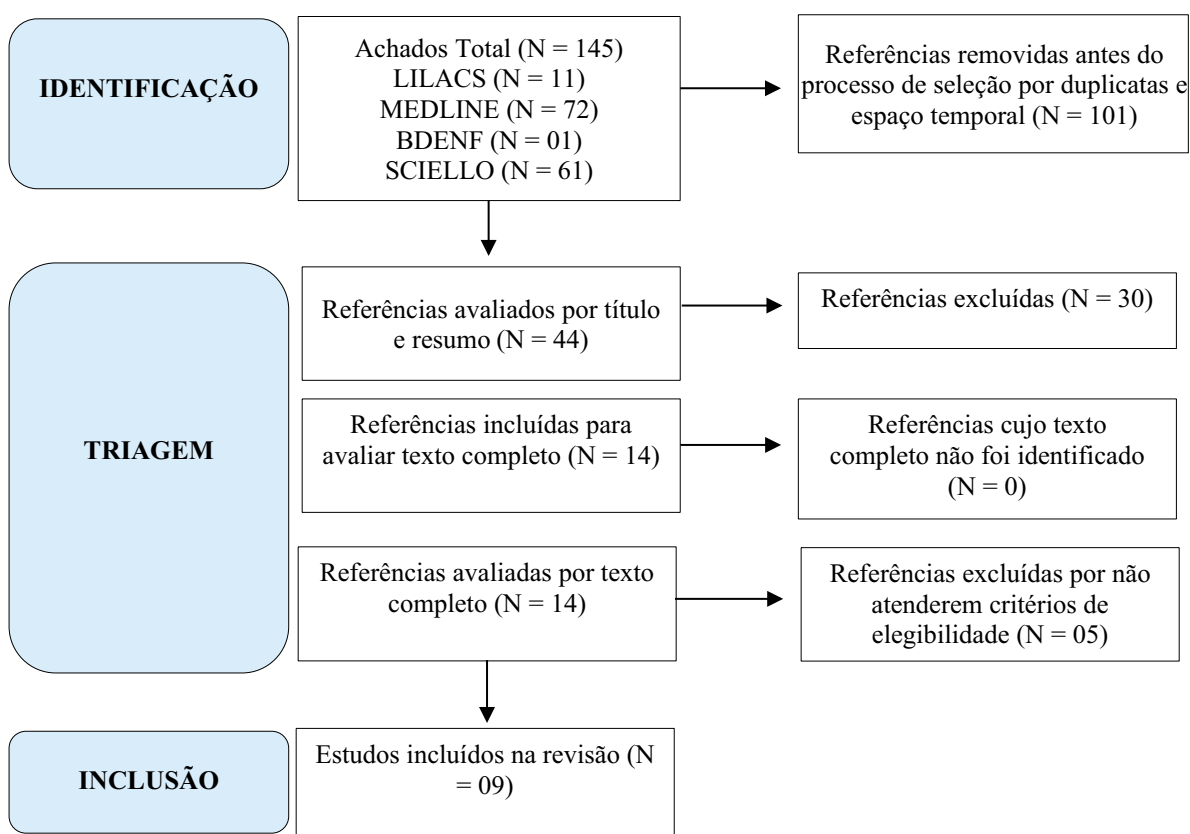 IDENTIFICAÇÃO
Achados Total (N = 145)
LILACS (N = 11)
MEDLINE (N = 72)
BDENF (N = 01)
SCIELLO (N = 61)
Referências removidas antes do
processo de seleção por duplicatas e
espaço temporal (N = 101)
TRIAGEM
Referências avaliados por título
e resumo (N = 44)
Referências excluídas (N = 30)
Referências incluídas para
avaliar texto completo (N = 14)
Referências cujo texto
completo não foi identificado
(N = 0)
Referências avaliadas por texto
completo (N = 14)
Referências excluídas por não
atenderem critérios de
elegibilidade (N = 05)
INCLUSÃO
Estudos incluídos na revisão (N
= 09)